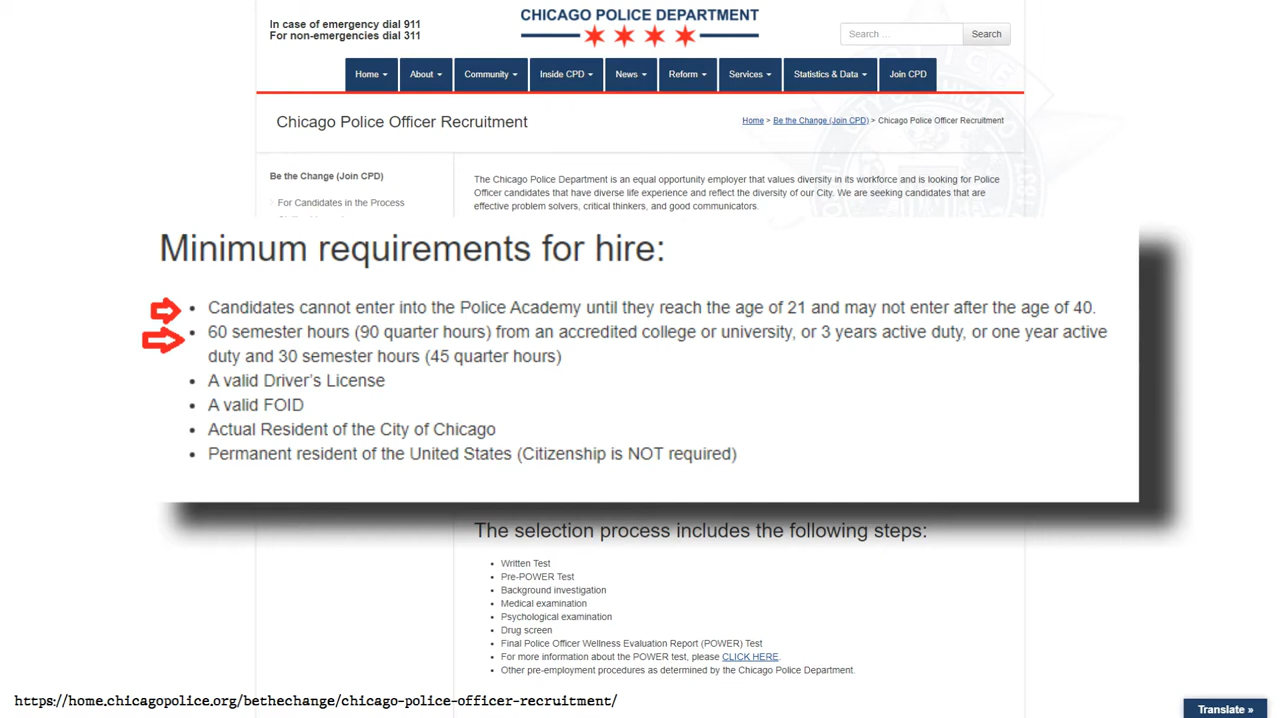 In case of emergency dial 911
For non-emergencies dial 311
CHICAGO POLICE DEPARTMENT
Search ...
Search
Home
About
Community
Inside CPD
News
Reform
Services
Statistics & Data
Join CPD
Chicago Police Officer Recruitment
Home > Be the Change (Join CPD) > Chicago Police Officer Recruitment
Be the Change (Join CPD)
For Candidates in the Process
The Chicago Police Department is an equal opportunity employer that values diversity in its workforce and is looking for Police
Officer candidates that have diverse life experience and reflect the diversity of our City. We are seeking candidates that are
effective problem solvers, critical thinkers, and good communicators.
Minimum requirements for hire:
• Candidates cannot enter into the Police Academy until they reach the age of 21 and may not enter after the age of 40.
• 60 semester hours (90 quarter hours) from an accredited college or university, or 3 years active duty, or one year active
duty and 30 semester hours (45 quarter hours)
• A valid Driver's License
• A valid FOID
• Actual Resident of the City of Chicago
• Permanent resident of the United States (Citizenship is NOT required)
The selection process includes the following steps:
• Written Test
• Pre-POWER Test
• Background investigation
• Medical examination
• Psychological examination
• Drug screen
• Final Police Officer Wellness Evaluation Report (POWER) Test
• For more information about the POWER test, please CLICK HERE.
• Other pre-employment procedures as determined by the Chicago Police Department.
https://home.chicagopolice.org/bethechange/chicago-police-officer-recruitment/
Translate »